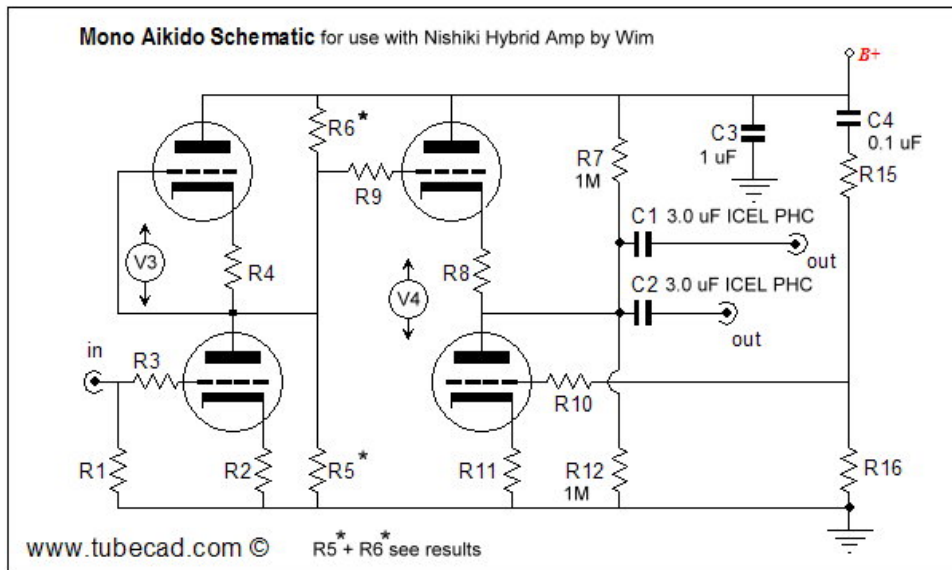 Mono Aikido Schematic for use with Nishiki Hybrid Amp by Wim
B+
R6*
C3
1 uF
C4
0.1 uF
R7
1M
R15
R9
C1 3.0 uF ICEL PHC
out
V3
R4
R8
V4
C2 3.0 uF ICEL PHC
out
in
R3
R10
R1
R2
R5*
R11
R12
1M
R16
www.tubecad.com ©
R5* + R6* see results